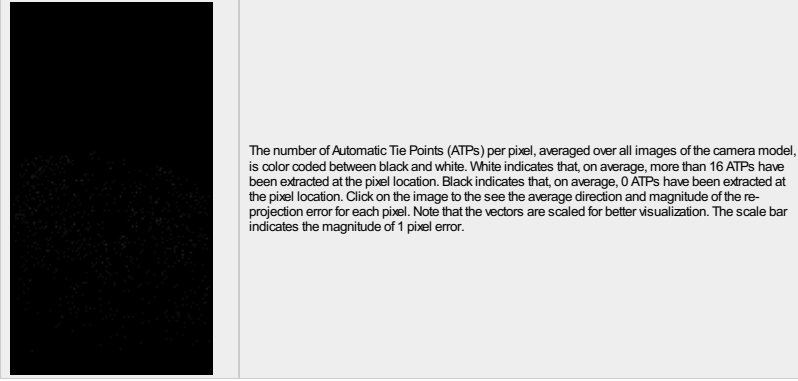 The number of Automatic Tie Points (ATPs) per pixel, averaged over all images of the camera model,
is color coded between black and white. White indicates that, on average, more than 16 ATPs have
been extracted at the pixel location. Black indicates that, on average, 0 ATPs have been extracted at
the pixel location. Click on the image to the see the average direction and magnitude of the re-
projection error for each pixel. Note that the vectors are scaled for better visualization. The scale bar
indicates the magnitude of 1 pixel error.